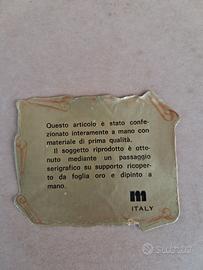 Questo articolo è stato confe-
zionato interamente a mano con
materiale di prima qualità.
Il soggetto riprodotto è otte-
nuto mediante un passaggio
serigrafico su supporto ricoper-
to da foglia oro e dipinto a
mano.
m
ITALY
subito